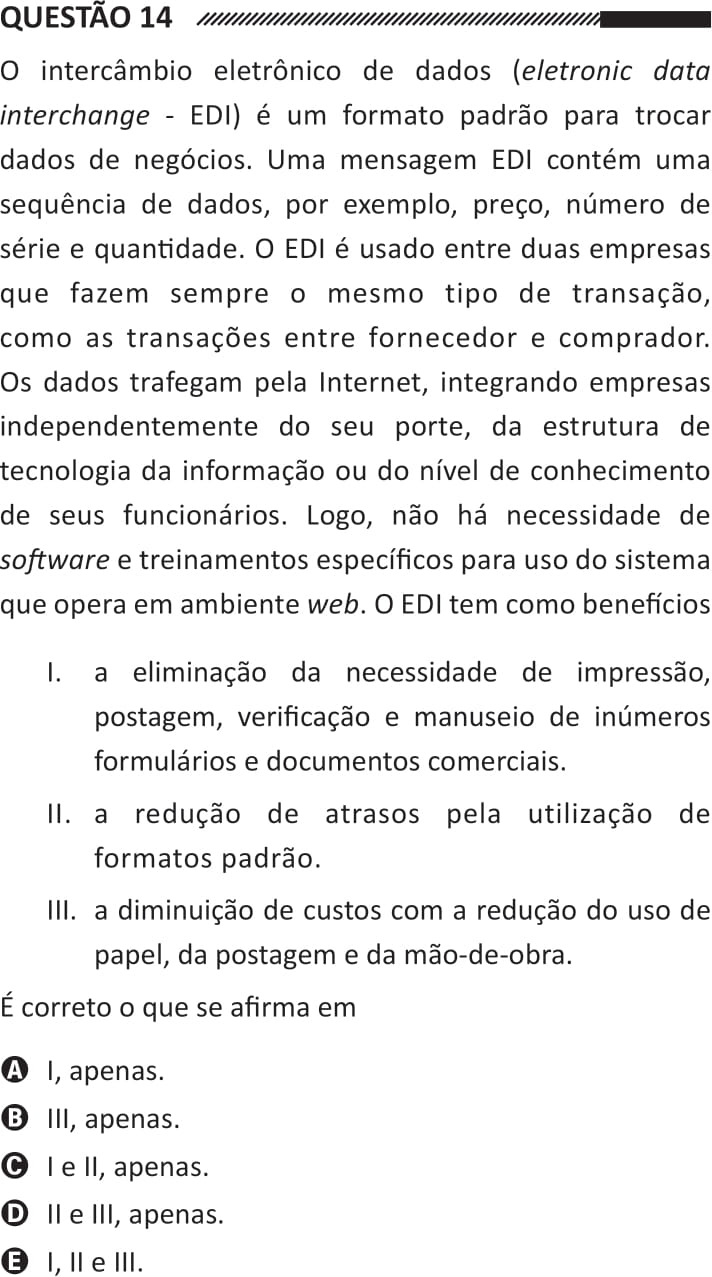 QUESTÃO 14
O intercâmbio eletrônico de dados (eletronic data
interchange - EDI) é um formato padrão para trocar
dados de negócios. Uma mensagem EDI contém uma
sequência de dados, por exemplo, preço, número de
série e quantidade. O EDI é usado entre duas empresas
que fazem sempre o mesmo tipo de transação,
como as transações entre fornecedor e comprador.
Os dados trafegam pela Internet, integrando empresas
independentemente do seu porte, da estrutura de
tecnologia da informação ou do nível de conhecimento
de seus funcionários. Logo, não há necessidade de
software e treinamentos específicos para uso do sistema
que opera em ambiente web. O EDI tem como benefícios
I. a eliminação da necessidade de impressão,
postagem, verificação e manuseio de inúmeros
formulários e documentos comerciais.
II. a redução de atrasos pela utilização de
formatos padrão.
III. a diminuição de custos com a redução do uso de
papel, da postagem e da mão-de-obra.
É correto o que se afirma em
A I, apenas.
B III, apenas.
C I e II, apenas.
D II e III, apenas.
E I, II e III.